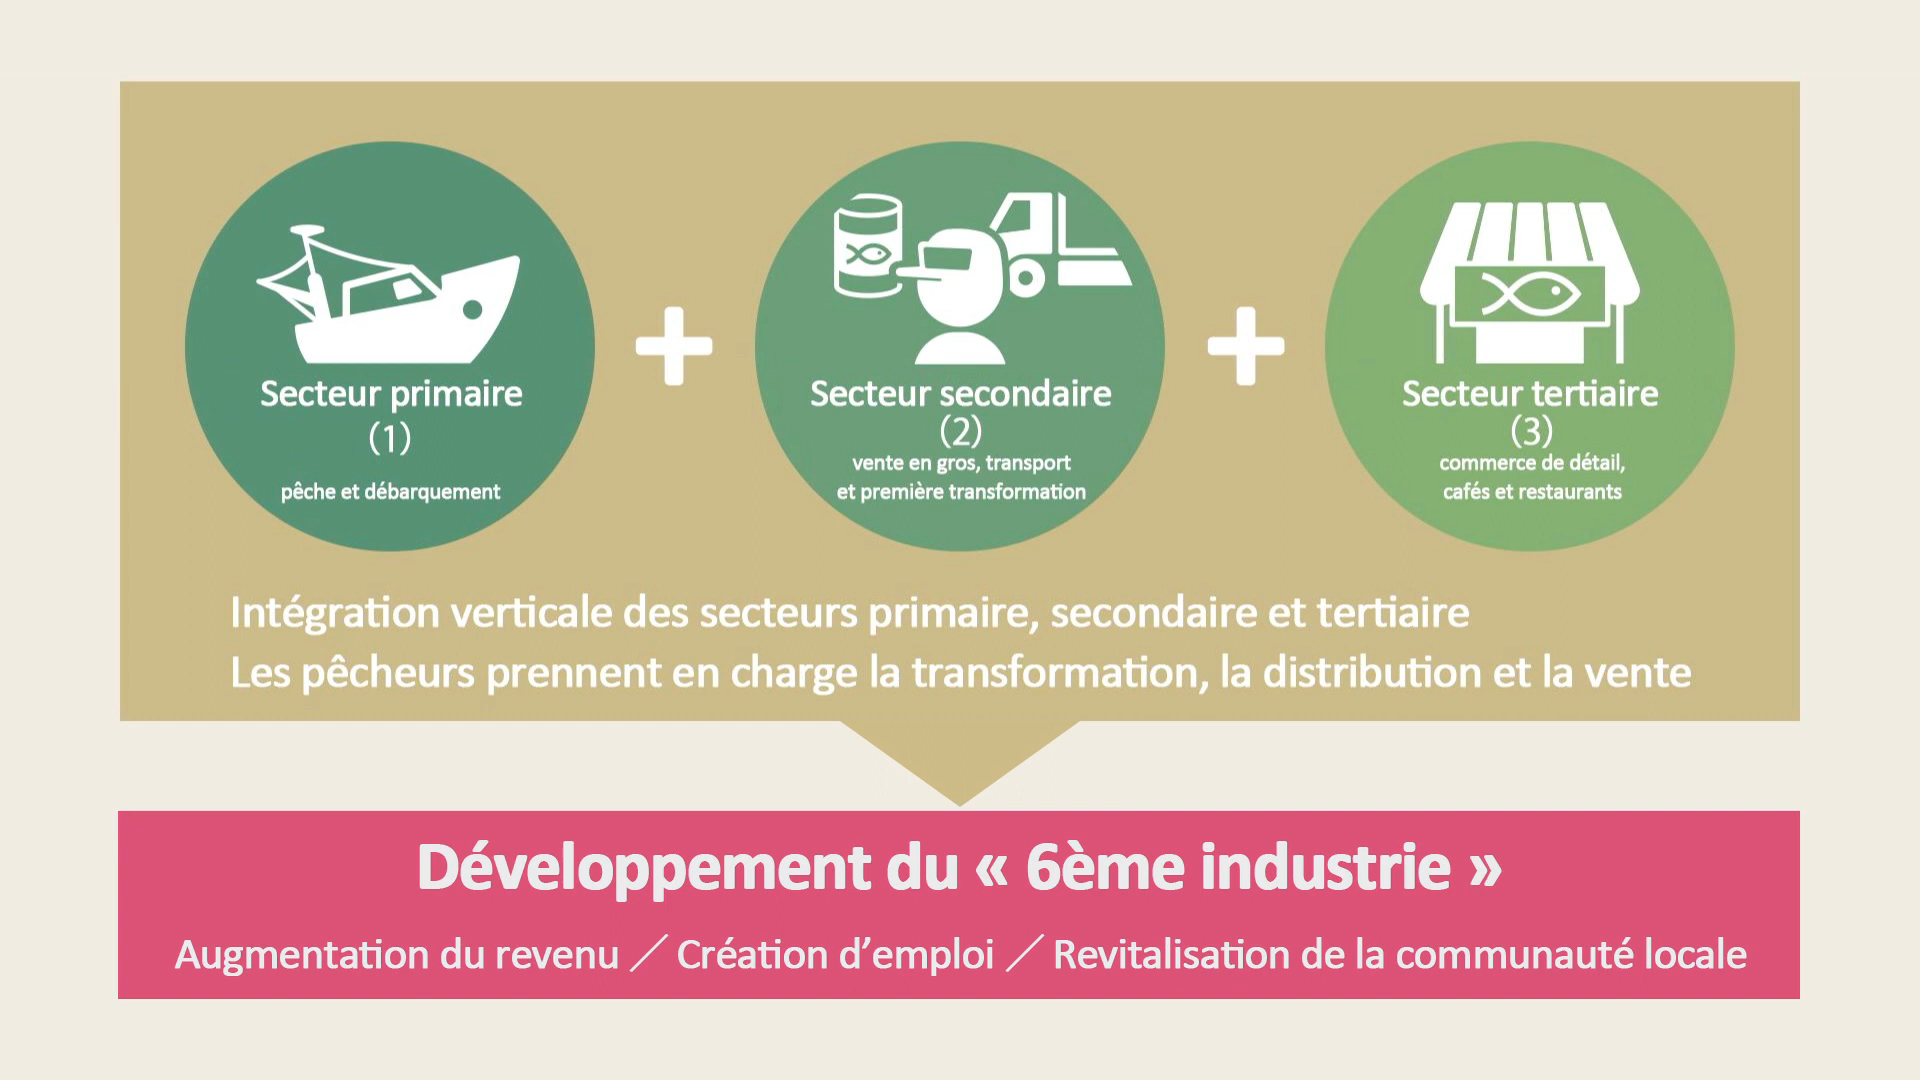 Secteur primaire
（1）
pêche et débarquement
Secteur secondaire
（2）
vente en gros, transport
et première transformation
Secteur tertiaire
（3）
commerce de détail,
cafés et restaurants
Intégration verticale des secteurs primaire, secondaire et tertiaire
Les pêcheurs prennent en charge la transformation, la distribution et la vente
Développement du « 6ème industrie »
Augmentation du revenu ／ Création d’emploi ／ Revitalisation de la communauté locale